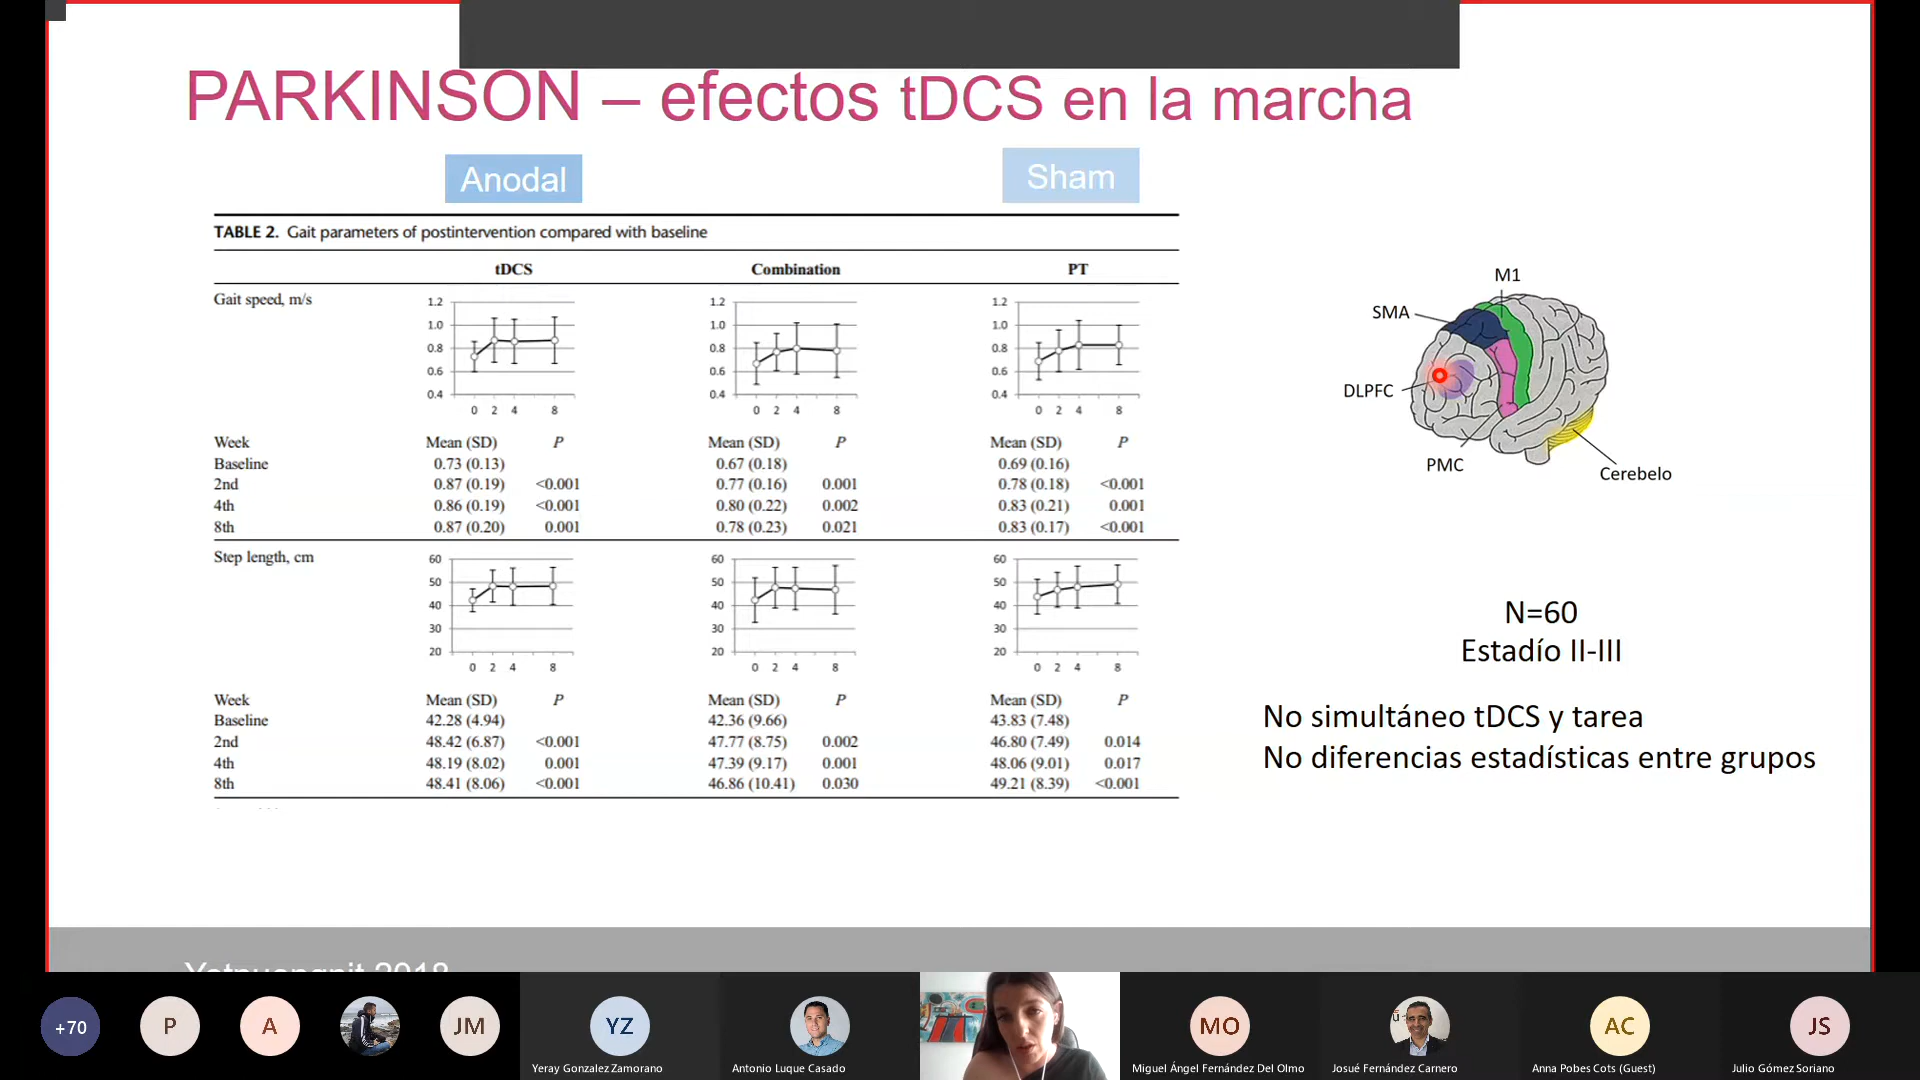 PARKINSON – efectos tDCS en la marcha
Anodal
Sham
TABLE 2. Gait parameters of postintervention compared with baseline
tDCS Combination PT
Gait speed, m/s
1.2 1.2 1.2
1.0 1.0 1.0
0.8 0.8 0.8
0.6 0.6 0.6
0.4 0.4 0.4
0 2 4 8 0 2 4 8 0 2 4 8
Week Mean (SD) P Mean (SD) P Mean (SD) P
Baseline 0.73 (0.13) 0.67 (0.18) 0.69 (0.16)
2nd 0.87 (0.19) <0.001 0.77 (0.16) 0.001 0.78 (0.18) <0.001
4th 0.86 (0.19) <0.001 0.80 (0.22) 0.002 0.83 (0.21) 0.001
8th 0.87 (0.20) 0.001 0.78 (0.23) 0.021 0.83 (0.17) <0.001
Step length, cm
60 60 60
50 50 50
40 40 40
30 30 30
20 20 20
0 2 4 8 0 2 4 8 0 2 4 8
Week Mean (SD) P Mean (SD) P Mean (SD) P
Baseline 42.28 (4.94) 42.36 (9.66) 43.83 (7.48)
2nd 48.42 (6.87) <0.001 47.77 (8.75) 0.002 46.80 (7.49) 0.014
4th 48.19 (8.02) 0.001 47.39 (9.17) 0.001 48.06 (9.01) 0.017
8th 48.41 (8.06) <0.001 46.86 (10.41) 0.030 49.21 (8.39) <0.001
M1
SMA
DLPFC
PMC
Cerebelo
N=60
Estadío II-III
No simultáneo tDCS y tarea
No diferencias estadísticas entre grupos
2018
+70
P
A
JM
YZ
MO
AC
JS
Yeray Gonzalez Zamorano
Antonio Luque Casado
Miguel Ángel Fernández Del Olmo
Josué Fernández Carnero
Anna Pobes Cots (Guest)
Julio Gómez Soriano